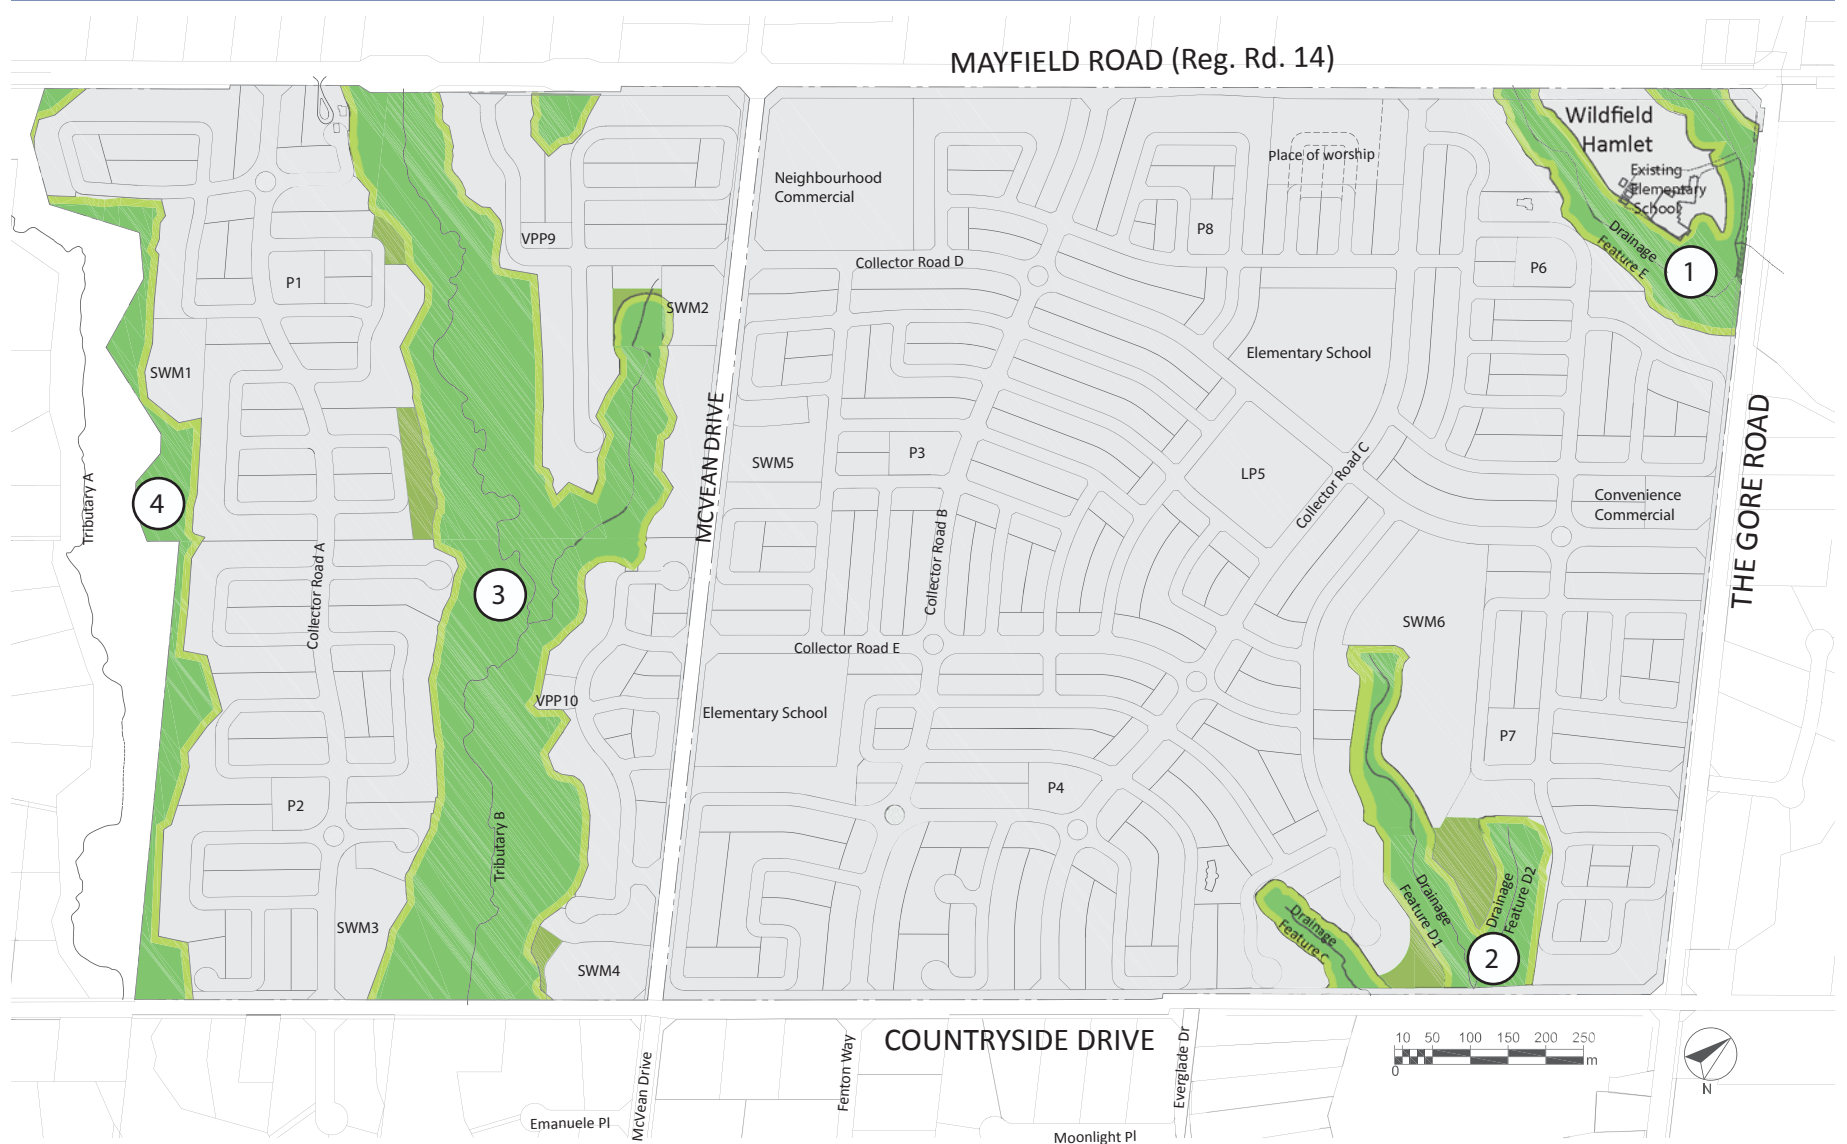 MAYFIELD ROAD (Reg. Rd. 14)
Wildfield
Hamlet
Existing
Elementary
School
Place of worship
Neighbourhood
Commercial
VPP9
P8
Drainage
Feature E
1
P6
Collector Road D
P1
SWM2
SWM1
Elementary School
MCVEAN DRIVE
THE GORE ROAD
P3
SWM5
LP5
Collector Road C
Convenience
Commercial
4
Tributary A
Collector Road A
Collector Road B
3
SWM6
Collector Road E
VPP10
Elementary School
P7
P4
P2
Tributary B
Drainage
Feature D1
Drainage
Feature D2
Drainage
Feature C
SWM3
SWM4
2
COUNTRYSIDE DRIVE
10 50 100 150 200 250
m
0
N
McVean Drive
Fenton Way
Everglade Dr
Emanuele Pl
Moonlight Pl